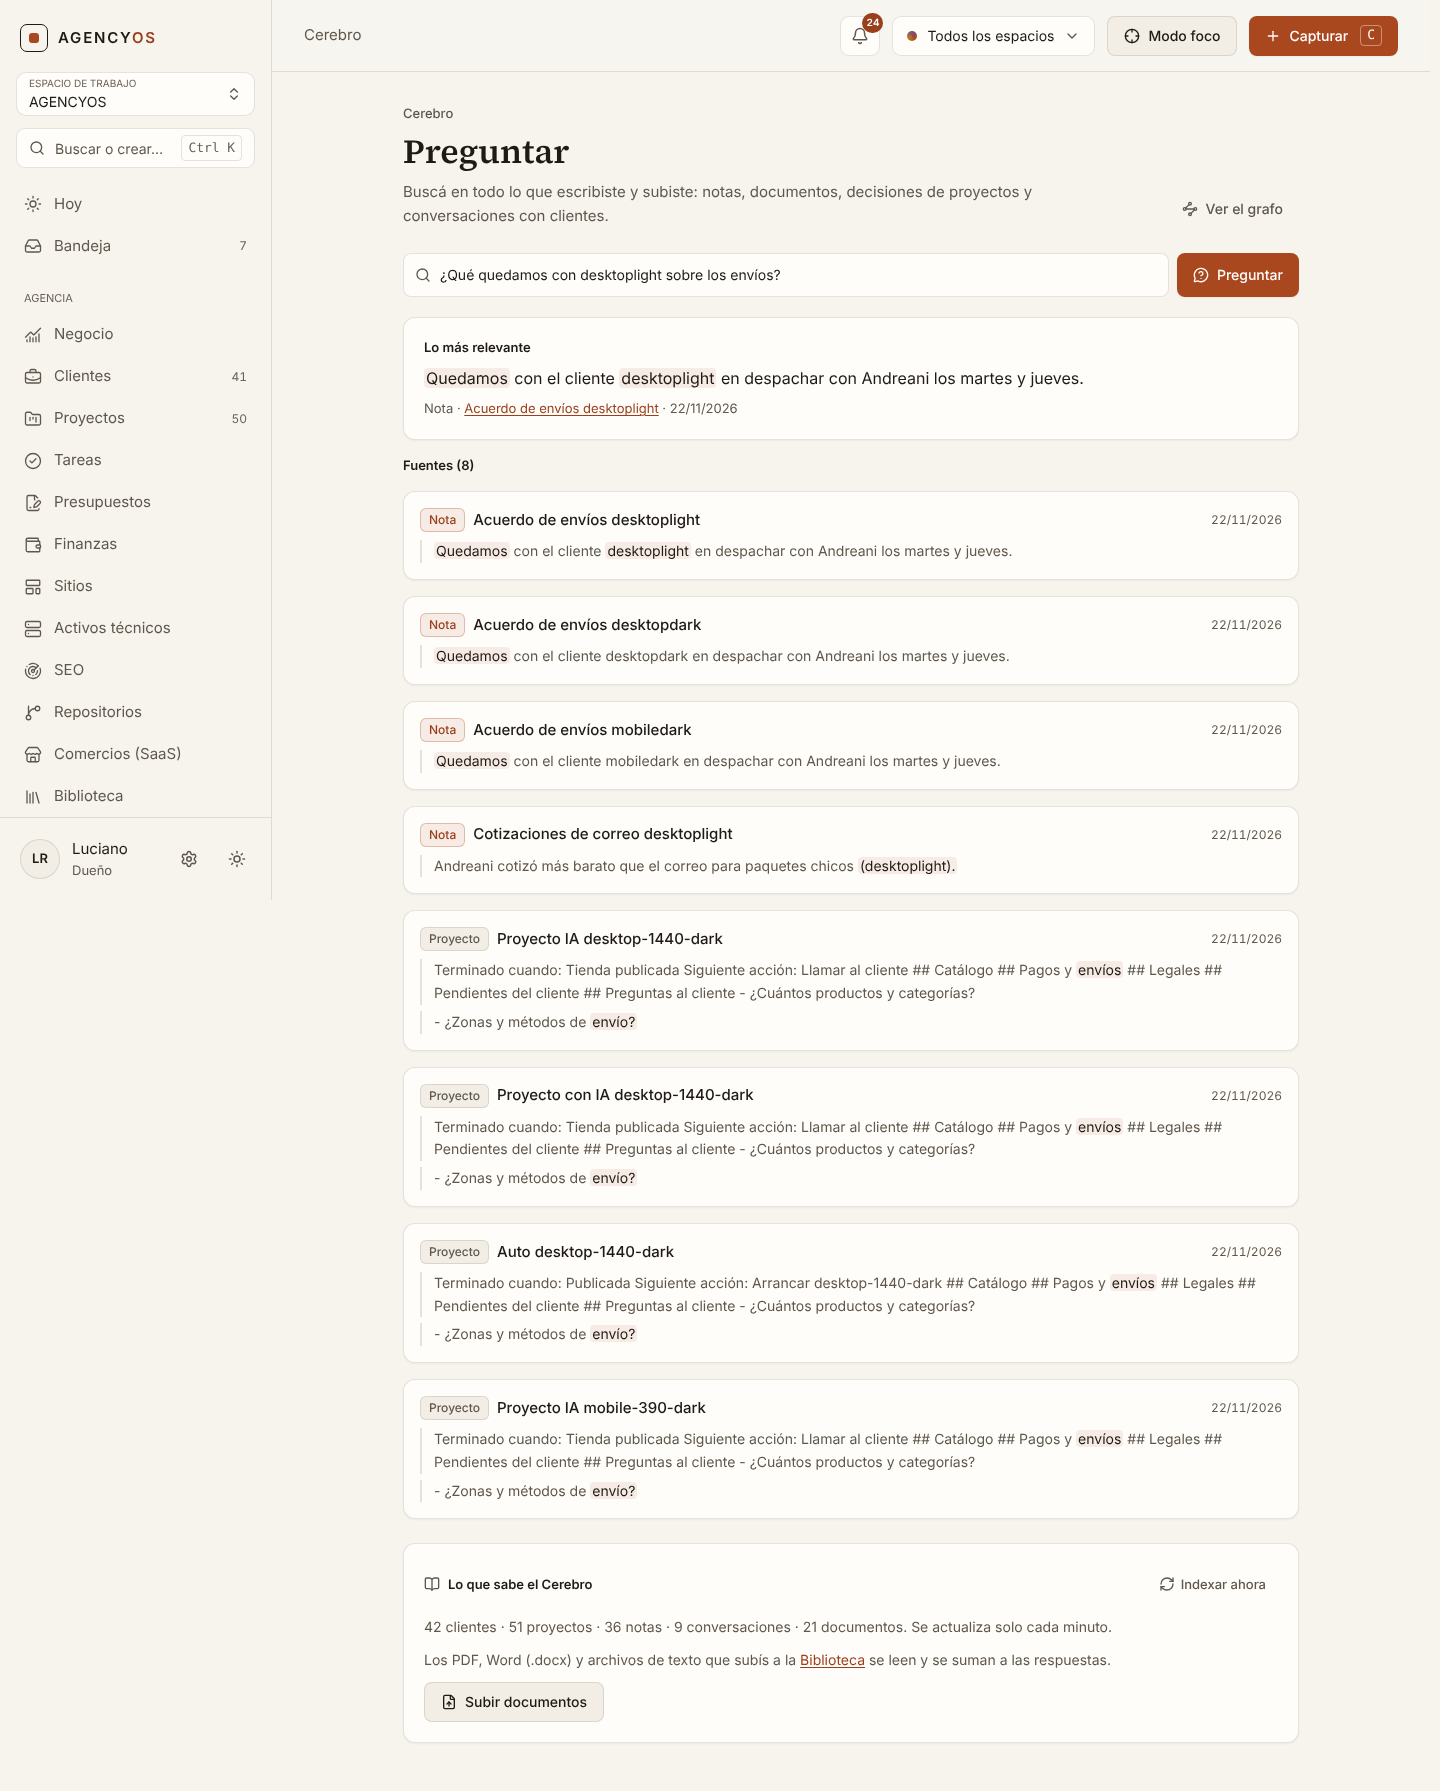 AGENCYOS
ESPACIO DE TRABAJO
AGENCYOS
Buscar o crear... Ctrl K
Hoy
Bandeja 7
AGENCIA
Negocio
Clientes 41
Proyectos 50
Tareas
Presupuestos
Finanzas
Sitios
Activos técnicos
SEO
Repositorios
Comercios (SaaS)
Biblioteca
LR Luciano
Dueño
Cerebro
24
Todos los espacios
Modo foco
Capturar C
Cerebro
Preguntar
Buscá en todo lo que escribiste y subiste: notas, documentos, decisiones de proyectos y
conversaciones con clientes.
Ver el grafo
¿Qué quedamos con desktoplight sobre los envíos?
Preguntar
Lo más relevante
Quedamos con el cliente desktoplight en despachar con Andreani los martes y jueves.
Nota · Acuerdo de envíos desktoplight · 22/11/2026
Fuentes (8)
Nota Acuerdo de envíos desktoplight 22/11/2026
Quedamos con el cliente desktoplight en despachar con Andreani los martes y jueves.
Nota Acuerdo de envíos desktopdark 22/11/2026
Quedamos con el cliente desktopdark en despachar con Andreani los martes y jueves.
Nota Acuerdo de envíos mobiledark 22/11/2026
Quedamos con el cliente mobiledark en despachar con Andreani los martes y jueves.
Nota Cotizaciones de correo desktoplight 22/11/2026
Andreani cotizó más barato que el correo para paquetes chicos (desktoplight).
Proyecto Proyecto IA desktop-1440-dark 22/11/2026
Terminado cuando: Tienda publicada Siguiente acción: Llamar al cliente ## Catálogo ## Pagos y envíos ## Legales ##
Pendientes del cliente ## Preguntas al cliente - ¿Cuántos productos y categorías?
- ¿Zonas y métodos de envío?
Proyecto Proyecto con IA desktop-1440-dark 22/11/2026
Terminado cuando: Tienda publicada Siguiente acción: Llamar al cliente ## Catálogo ## Pagos y envíos ## Legales ##
Pendientes del cliente ## Preguntas al cliente - ¿Cuántos productos y categorías?
- ¿Zonas y métodos de envío?
Proyecto Auto desktop-1440-dark 22/11/2026
Terminado cuando: Publicada Siguiente acción: Arrancar desktop-1440-dark ## Catálogo ## Pagos y envíos ## Legales ##
Pendientes del cliente ## Preguntas al cliente - ¿Cuántos productos y categorías?
- ¿Zonas y métodos de envío?
Proyecto Proyecto IA mobile-390-dark 22/11/2026
Terminado cuando: Tienda publicada Siguiente acción: Llamar al cliente ## Catálogo ## Pagos y envíos ## Legales ##
Pendientes del cliente ## Preguntas al cliente - ¿Cuántos productos y categorías?
- ¿Zonas y métodos de envío?
Lo que sabe el Cerebro Indexar ahora
42 clientes · 51 proyectos · 36 notas · 9 conversaciones · 21 documentos. Se actualiza solo cada minuto.
Los PDF, Word (.docx) y archivos de texto que subís a la Biblioteca se leen y se suman a las respuestas.
Subir documentos